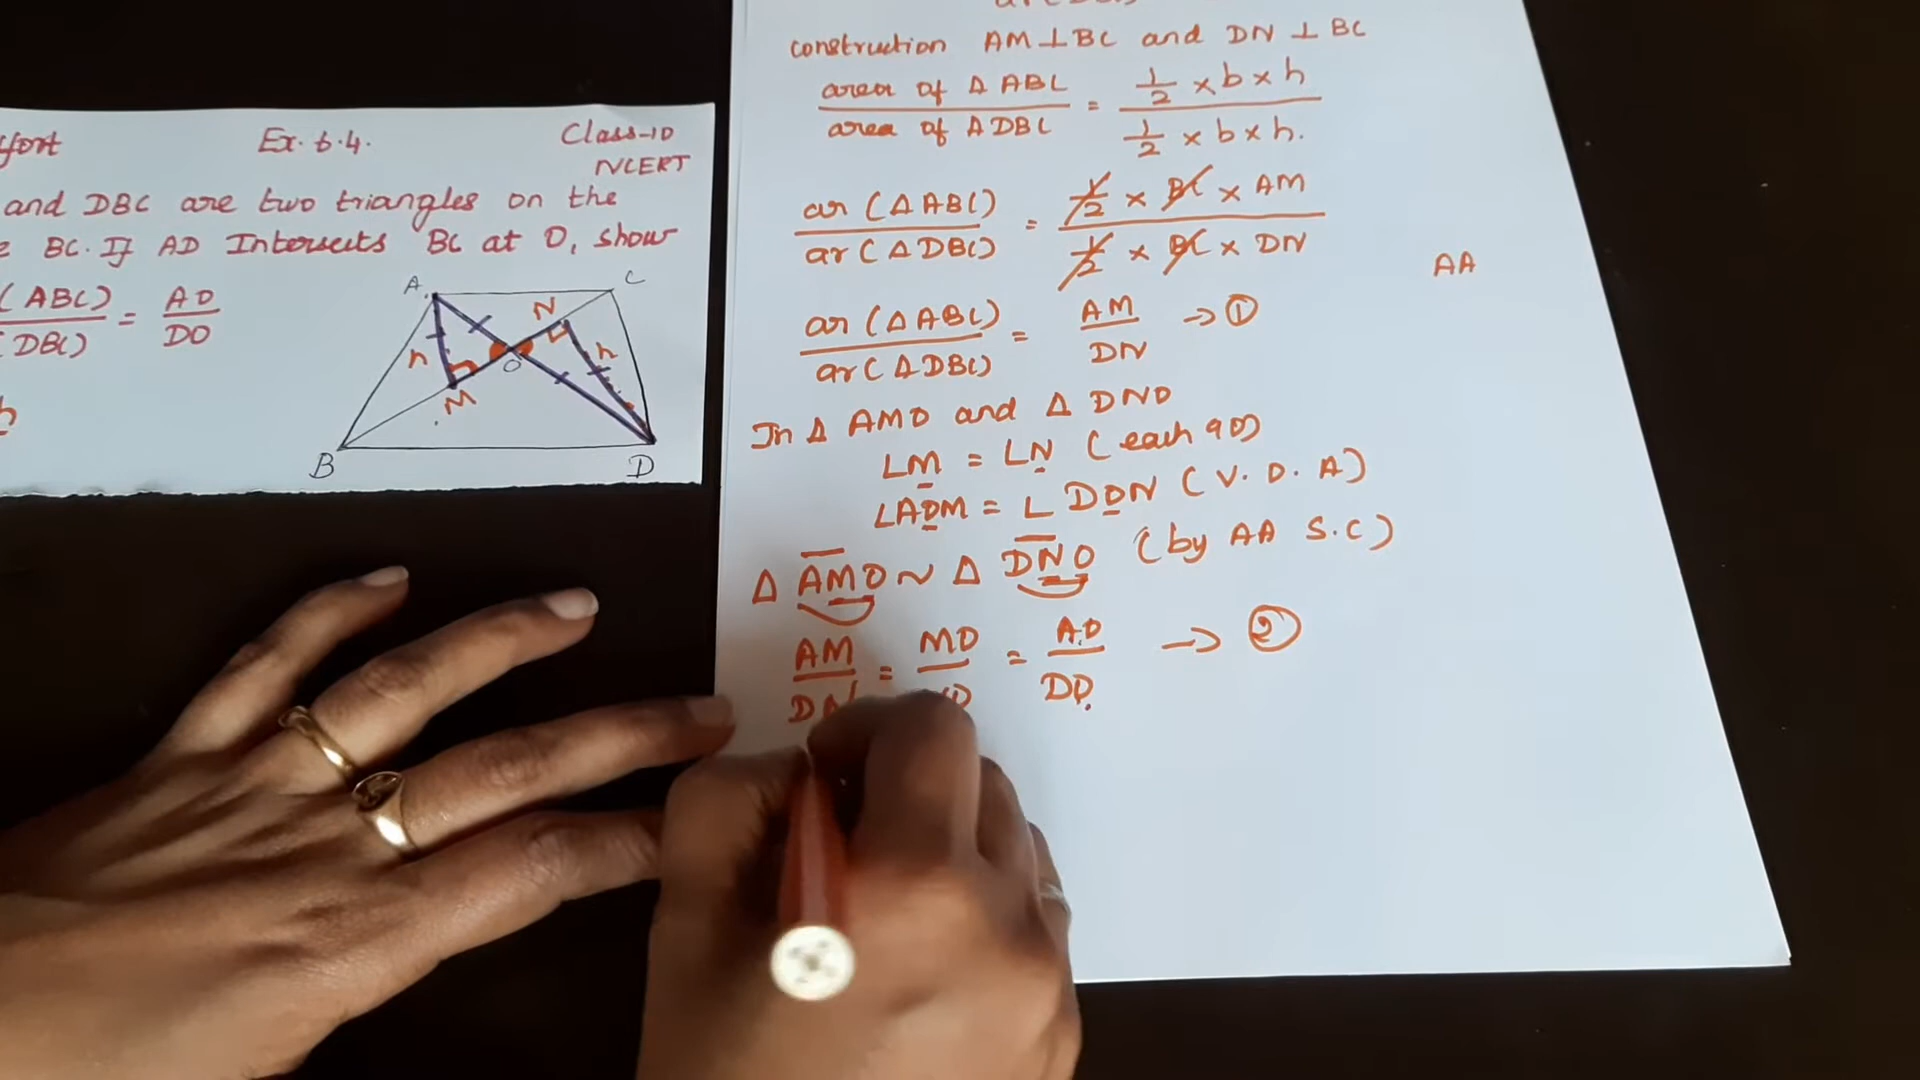 Ex. 6.4.
Class-10
NCERT
and DBC are two triangles on the
BC. If AD Intersects BC at O, show
(ABC) / (DBC) = AO / DO
A
C
N
h
h
O
M
B
D
construction AM ⊥ BC and DN ⊥ BC
area of Δ ABC / area of Δ DBC = 1/2 × b × h / 1/2 × b × h.
ar (Δ ABC) / ar (Δ DBC) = 1/2 × BC × AM / 1/2 × BC × DN
AA
ar (Δ ABC) / ar (Δ DBC) = AM / DN → ①
In Δ AMO and Δ DNO
∠M = ∠N (each 90)
∠AOM = ∠DON (V. O. A)
Δ AMO ~ Δ DNO (by AA S.C)
AM / DN = MO / NO = AO / DO → ②